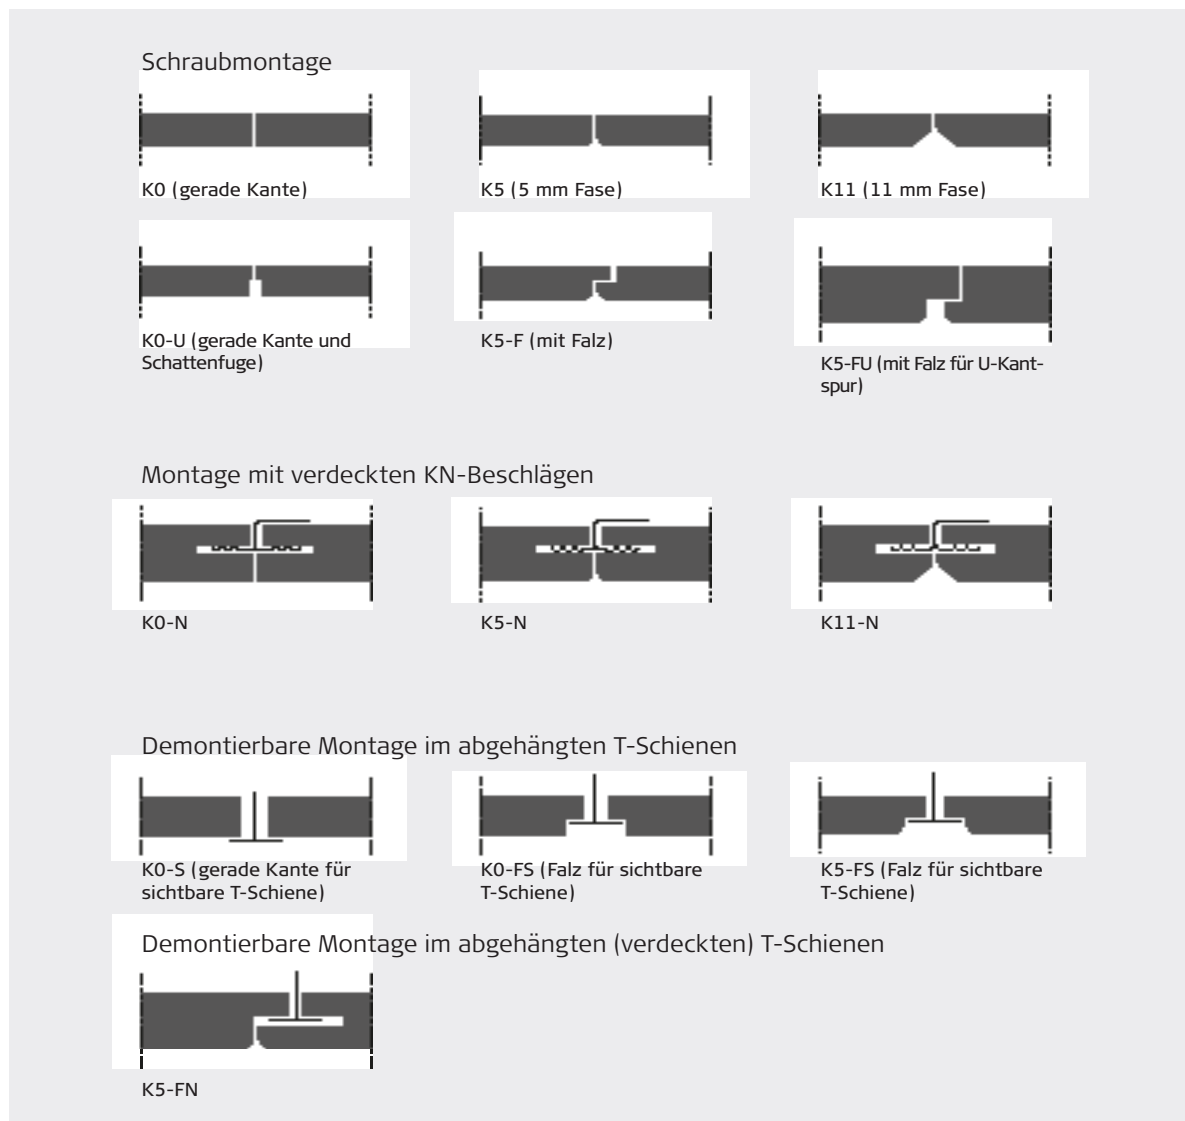 Schraubmontage
K0 (gerade Kante)
K5 (5 mm Fase)
K11 (11 mm Fase)
K0-U (gerade Kante und
Schattenfuge)
K5-F (mit Falz)
K5-FU (mit Falz für U-Kant-
spur)
Montage mit verdeckten KN-Beschlägen
K0-N
K5-N
K11-N
Demontierbare Montage im abgehängten T-Schienen
K0-S (gerade Kante für
sichtbare T-Schiene)
K0-FS (Falz für sichtbare
T-Schiene)
K5-FS (Falz für sichtbare
T-Schiene)
Demontierbare Montage im abgehängten (verdeckten) T-Schienen
K5-FN